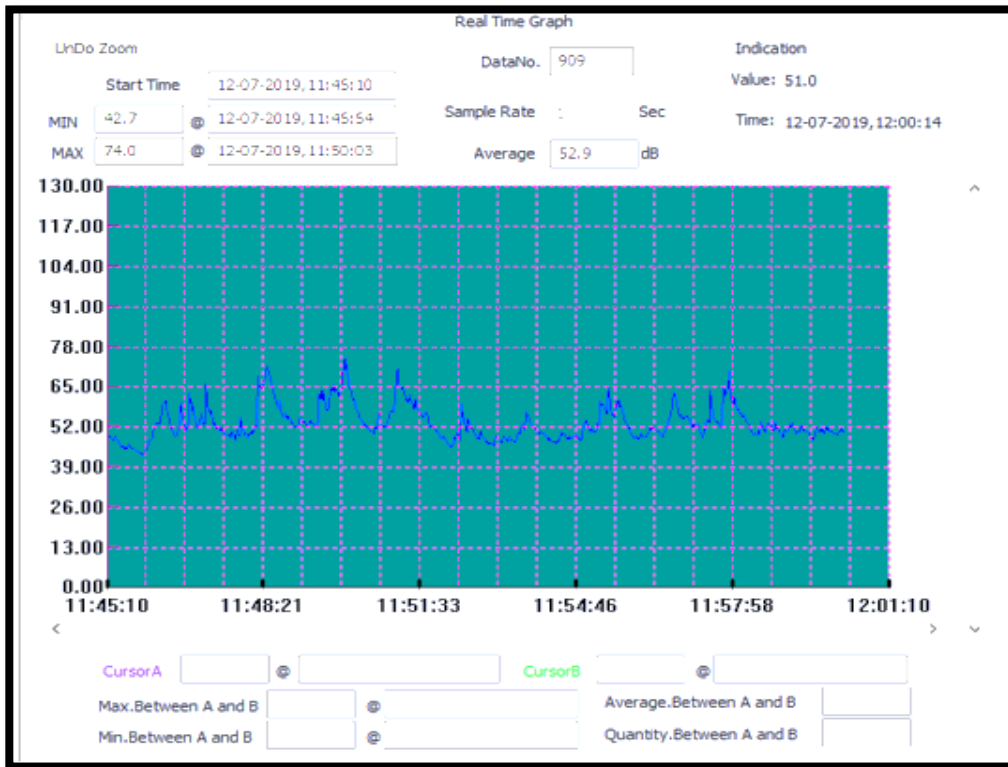 Real Time Graph
UnDo Zoom
DataNo. 909
Indication
Start Time 12-07-2019,11:45:10
Value: 51.0
MIN 42.7 @ 12-07-2019,11:45:54
Sample Rate Sec
Time: 12-07-2019,12:00:14
MAX 74.0 @ 12-07-2019,11:50:03
Average 52.9 dB
130.00
117.00
104.00
91.00
78.00
65.00
52.00
39.00
26.00
13.00
0.00
11:45:10 11:48:21 11:51:33 11:54:46 11:57:58 12:01:10
CursorA @ CursorB @
Max.Between A and B @ Average.Between A and B
Min.Between A and B @ Quantity.Between A and B